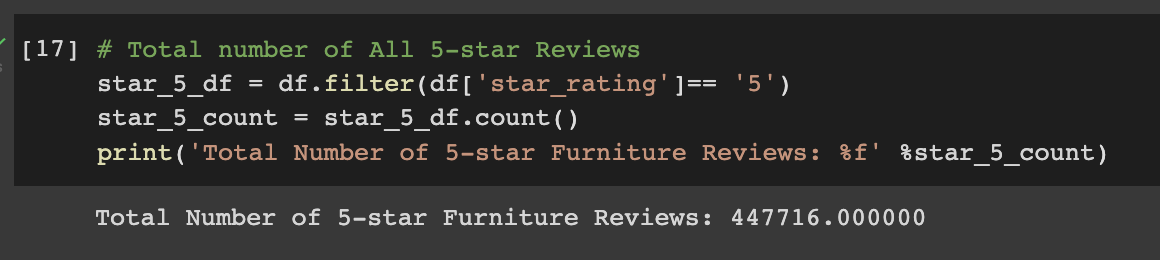 [17] # Total number of All 5-star Reviews
star_5_df = df.filter(df['star_rating']== '5')
star_5_count = star_5_df.count()
print('Total Number of 5-star Furniture Reviews: %f' %star_5_count)
Total Number of 5-star Furniture Reviews: 447716.000000